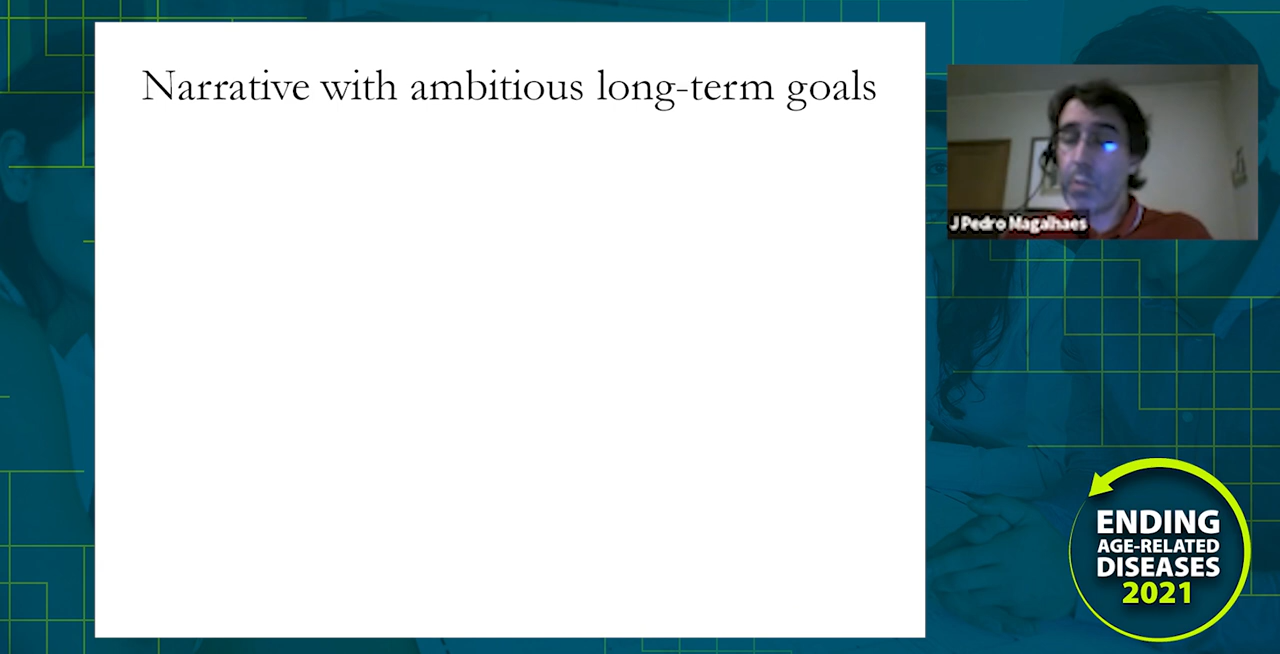 Narrative with ambitious long-term goals
J Pedro Magalhaes
ENDING
AGE-RELATED
DISEASES
2021